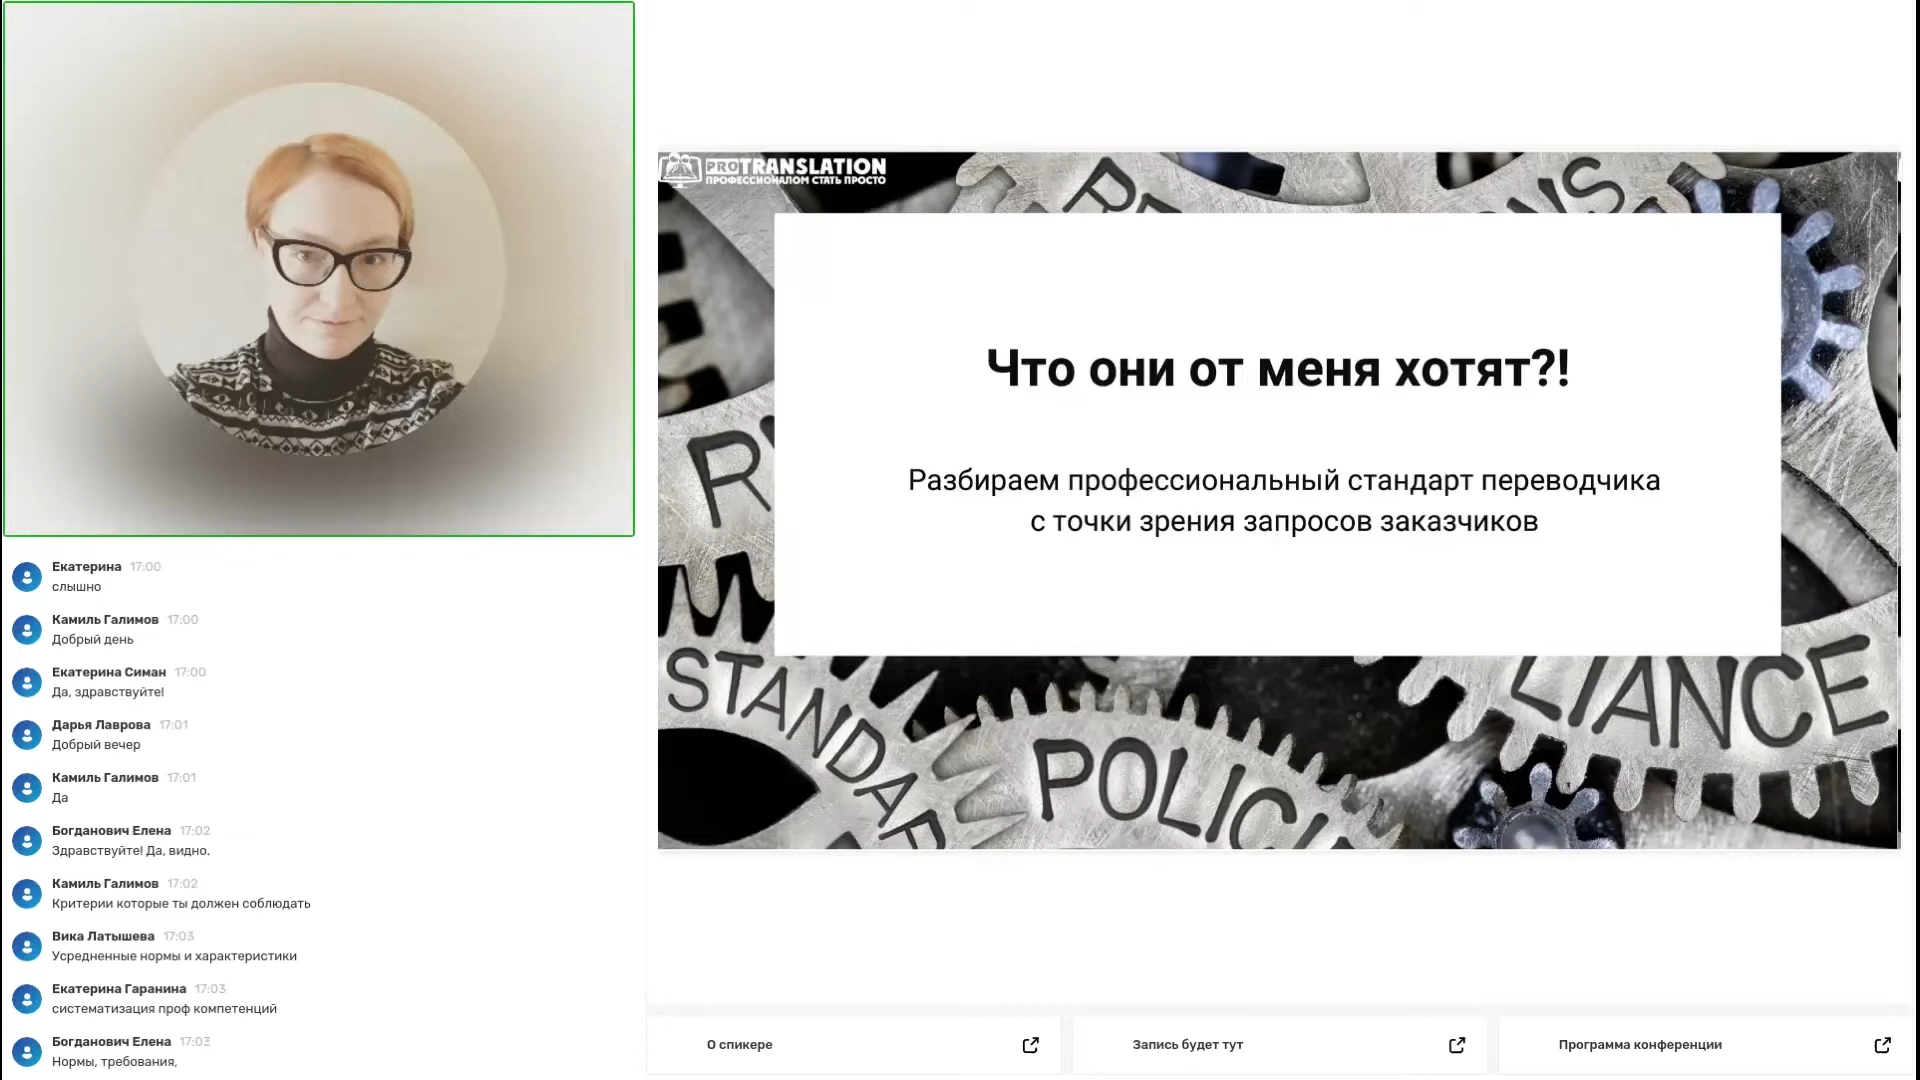 Екатерина 17:00
слышно
Камиль Галимов 17:00
Добрый день
Екатерина Симан 17:00
Да, здравствуйте!
Дарья Лаврова 17:01
Добрый вечер
Камиль Галимов 17:01
Да
Богданович Елена 17:02
Здравствуйте! Да, видно.
Камиль Галимов 17:02
Критерии которые ты должен соблюдать
Вика Латышева 17:03
Усредненные нормы и характеристики
Екатерина Гаранина 17:03
систематизация проф компетенций
Богданович Елена 17:03
Нормы, требования,
PROTRANSLATION
ПРОФЕССИОНАЛОМ СТАТЬ ПРОСТО
Что они от меня хотят?!
Разбираем профессиональный стандарт переводчика
с точки зрения запросов заказчиков
STANDAR
POLICI
LIANCE
О спикере
Запись будет тут
Программа конференции